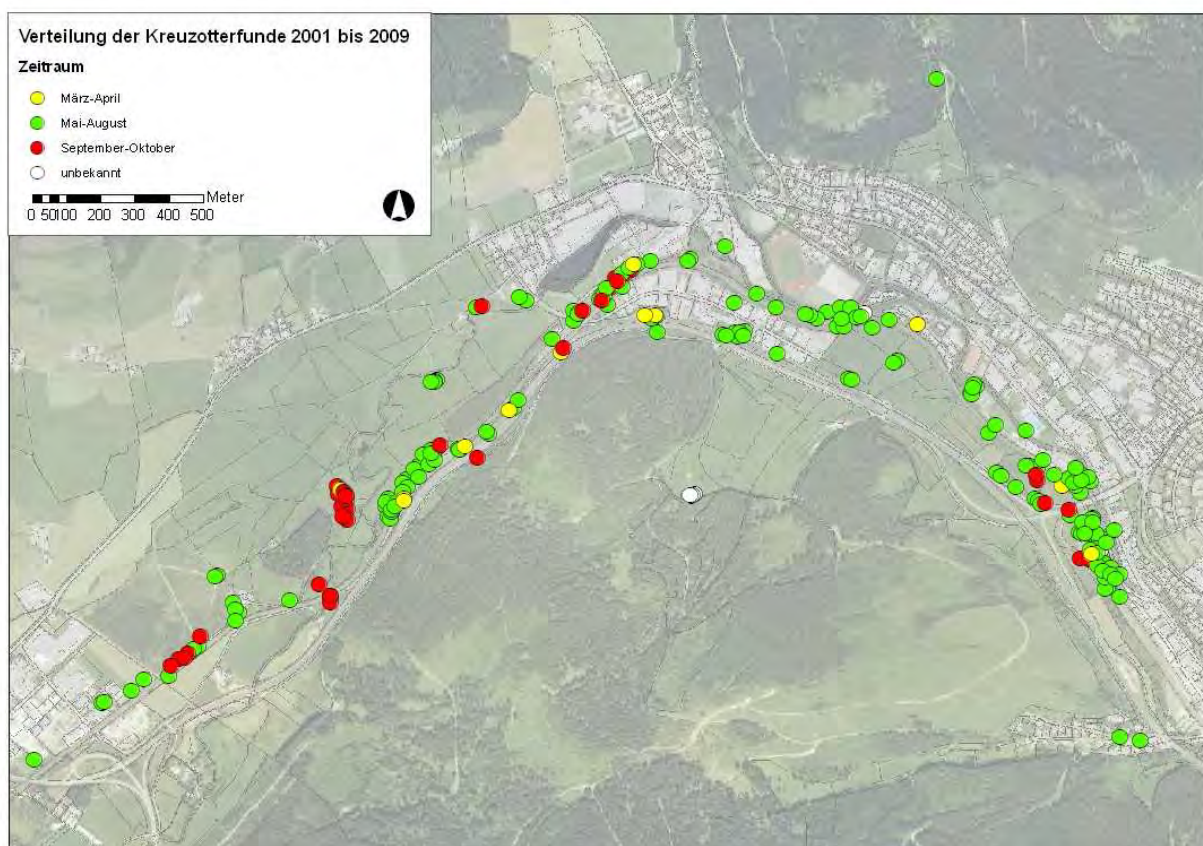 Verteilung der Kreuzotterfunde 2001 bis 2009
Zeitraum
März-April
Mai-August
September-Oktober
unbekannt
Meter
0 50100 200 300 400 500